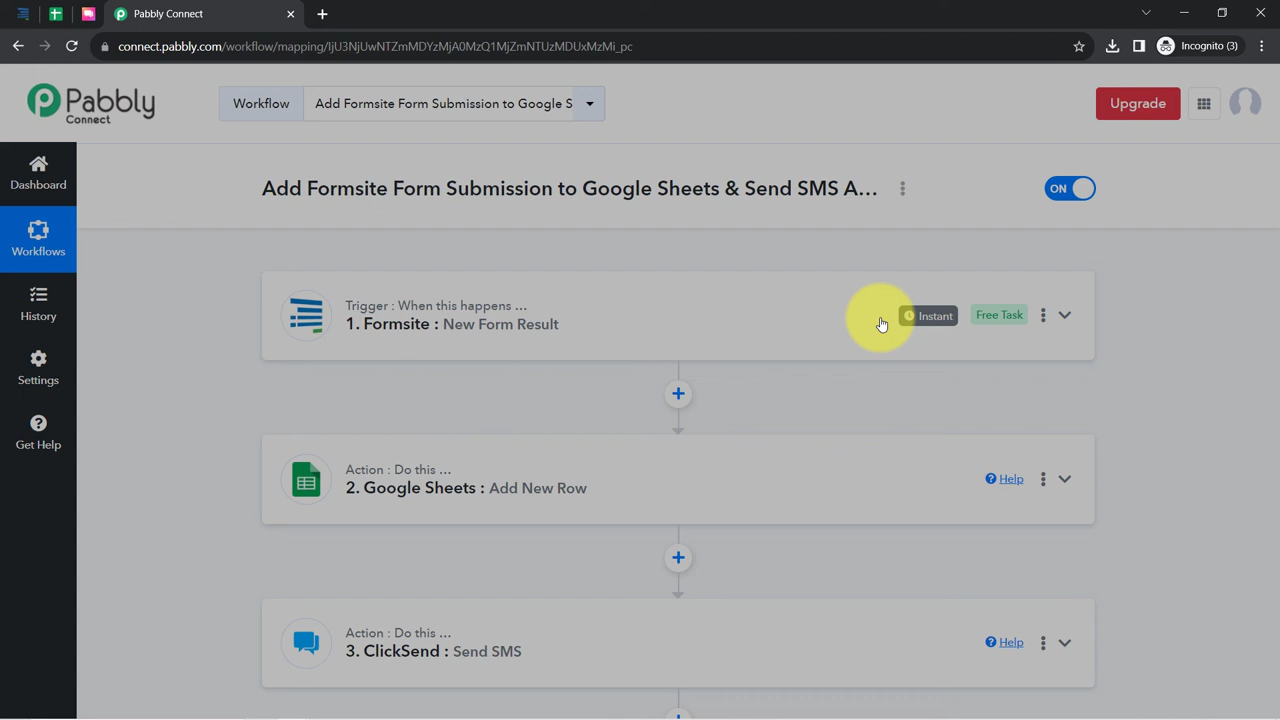 Pabbly Connect
connect.pabbly.com/workflow/mapping/IjU3NjUwNTZmMDYzMjA0MzQ1MjZmNTUzMDUxMzMi_pc
Incognito (3)
Pabbly
Connect
Workflow
Add Formsite Form Submission to Google S
Upgrade
Dashboard
Workflows
History
Settings
Get Help
Add Formsite Form Submission to Google Sheets & Send SMS A...
ON
Trigger : When this happens ...
1. Formsite : New Form Result
Instant
Free Task
Action : Do this ...
2. Google Sheets : Add New Row
Help
Action : Do this ...
3. ClickSend : Send SMS
Help